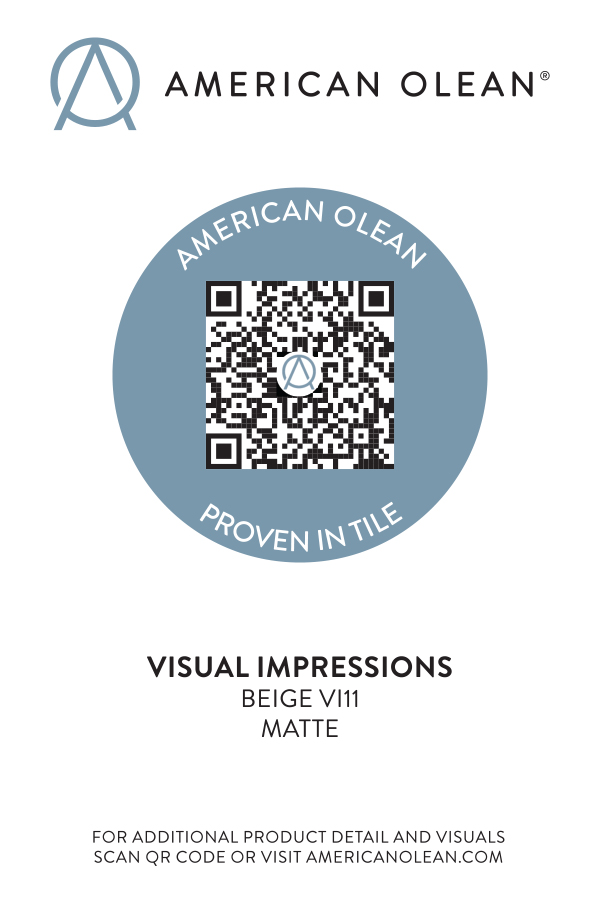 AMERICAN OLEAN®
AMERICAN OLEAN
PROVEN IN TILE
VISUAL IMPRESSIONS
BEIGE VI11
MATTE
FOR ADDITIONAL PRODUCT DETAIL AND VISUALS
SCAN QR CODE OR VISIT AMERICANOLEAN.COM